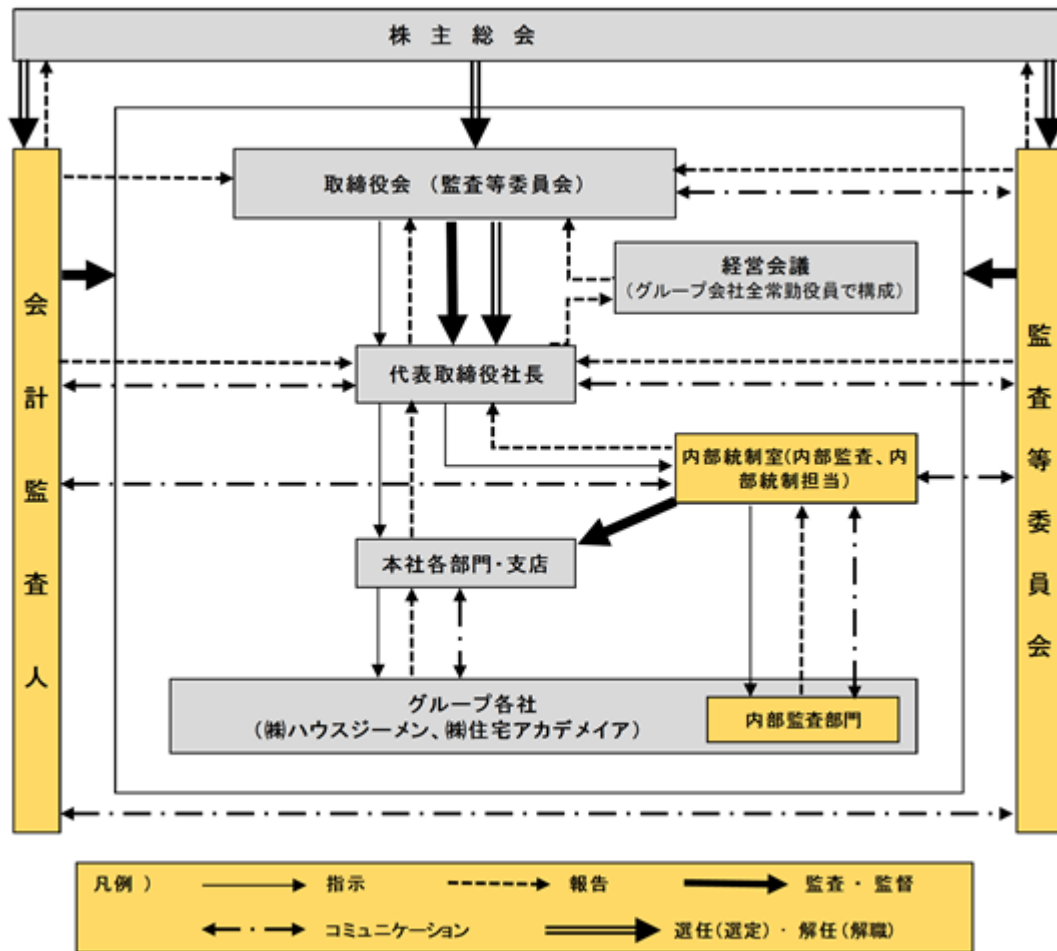 株 主 総 会
取締役会 （監査等委員会）
経営会議
（グループ会社全常勤役員で構成）
会計監査人
代表取締役社長
監査等委員会
内部統制室(内部監査、内
部統制担当)
本社各部門・支店
グループ各社
（㈱ハウスジーメン、㈱住宅アカデメイア）
内部監査部門
凡例 ） 指示 報告 監査 ・ 監督
コミュニケーション 選任(選定) ・ 解任(解職)